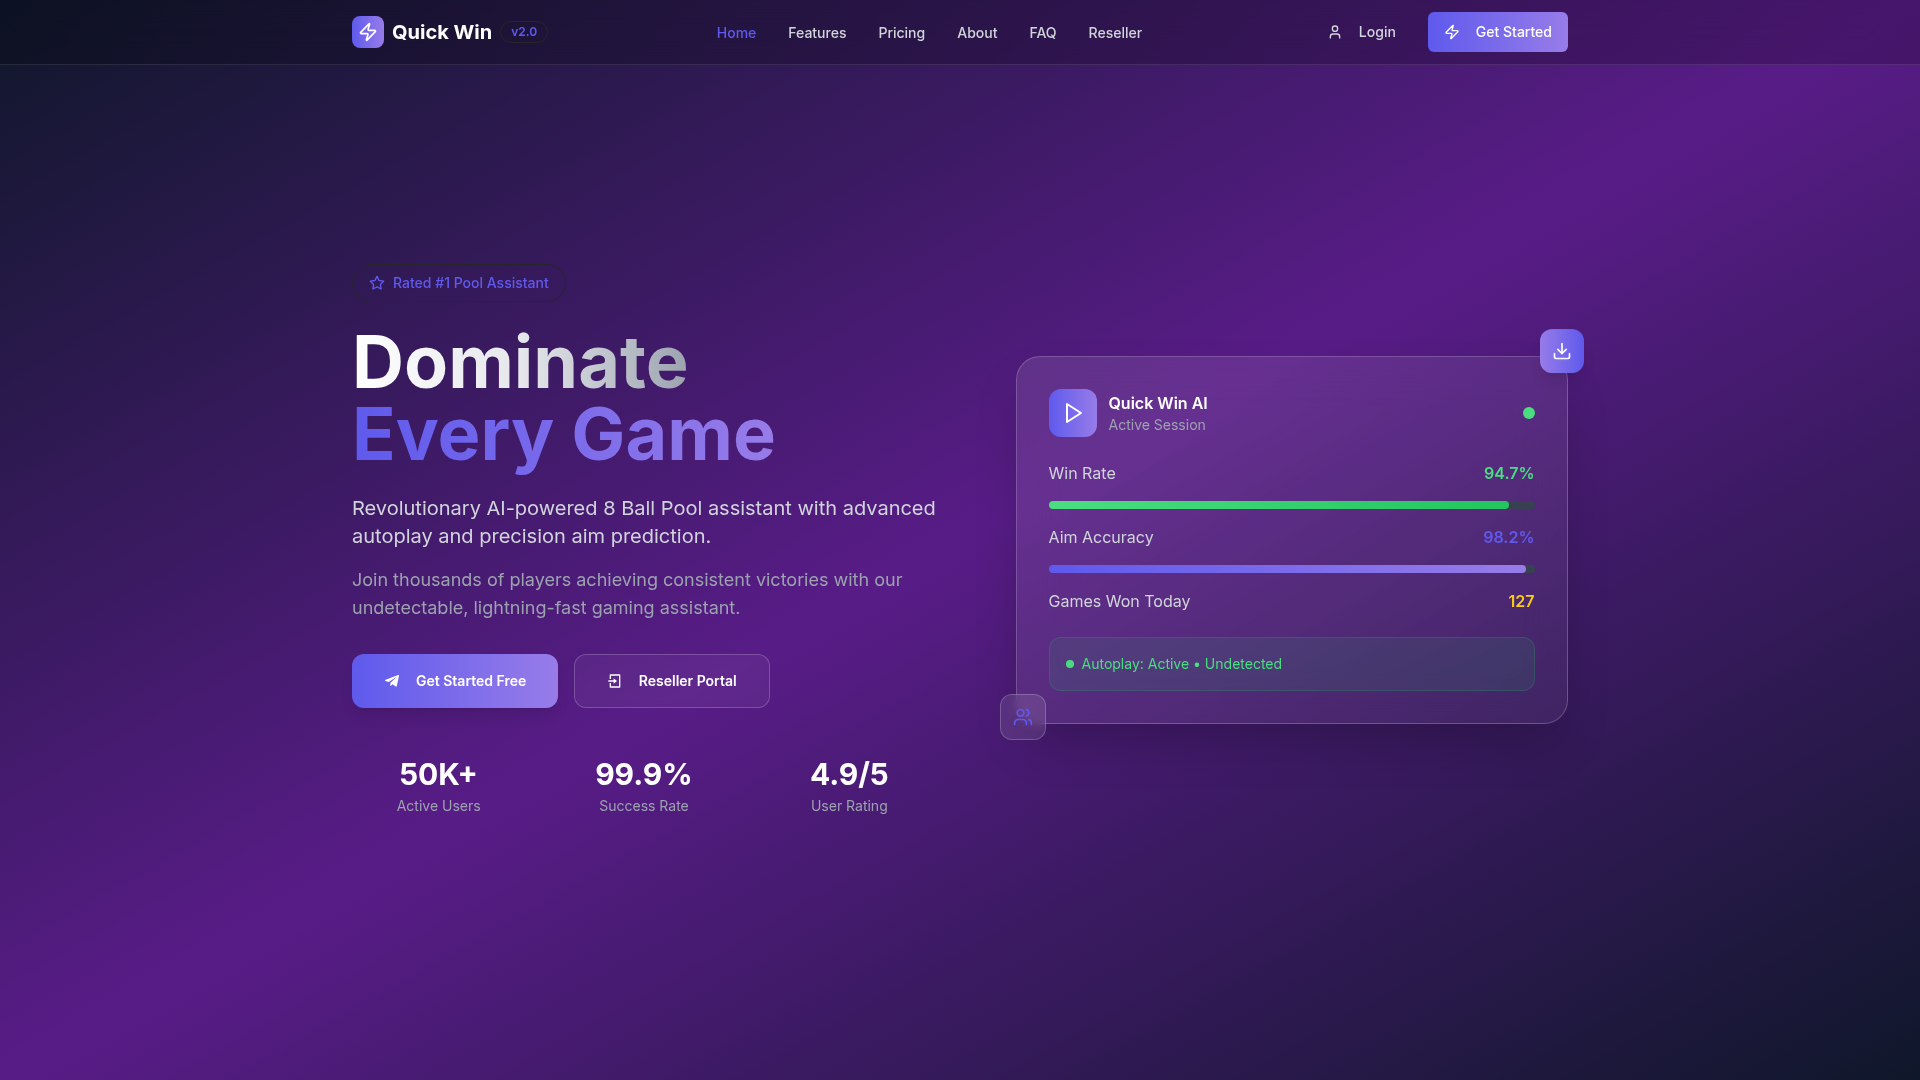 Quick Win v2.0
Home Features Pricing About FAQ Reseller
Login
Get Started
Rated #1 Pool Assistant
Dominate
Every Game
Revolutionary AI-powered 8 Ball Pool assistant with advanced
autoplay and precision aim prediction.
Join thousands of players achieving consistent victories with our
undetectable, lightning-fast gaming assistant.
Get Started Free
Reseller Portal
50K+
Active Users
99.9%
Success Rate
4.9/5
User Rating
Quick Win AI
Active Session
Win Rate 94.7%
Aim Accuracy 98.2%
Games Won Today 127
Autoplay: Active • Undetected